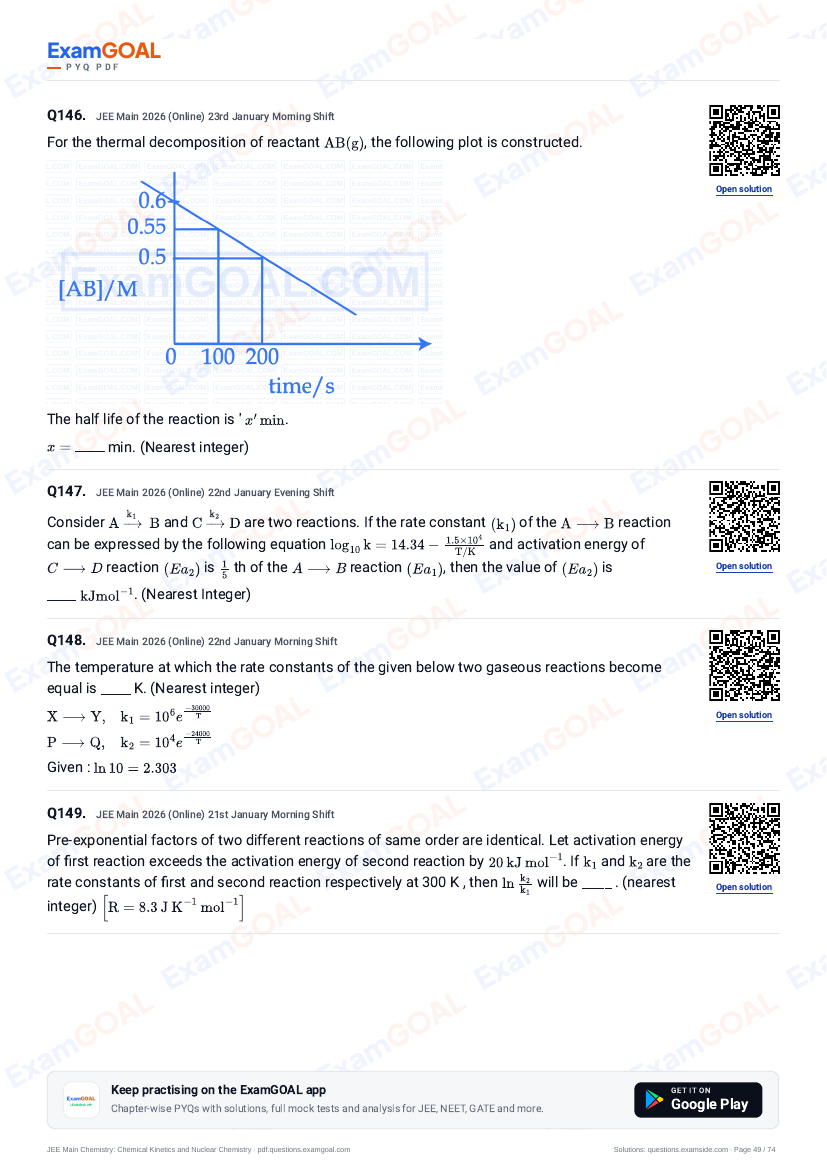 ExamGOAL
PYQ PDF
Q146. JEE Main 2026 (Online) 23rd January Morning Shift
For the thermal decomposition of reactant AB(g), the following plot is constructed.
Open solution
0.6
0.55
0.5
[AB]/M
0 100 200
time/s
ExamGOAL.COM
The half life of the reaction is ' x′ min.
x = ____ min. (Nearest integer)
Q147. JEE Main 2026 (Online) 22nd January Evening Shift
Consider A \xrightarrow{k_1} B and C \xrightarrow{k_2} D are two reactions. If the rate constant (k₁) of the A ⟶ B reaction
can be expressed by the following equation log₁₀ k = 14.34 − \frac{1.5×10⁴}{T/K} and activation energy of
C ⟶ D reaction (Ea₂) is \frac{1}{5} th of the A ⟶ B reaction (Ea₁), then the value of (Ea₂) is
____ kJmol⁻¹. (Nearest Integer)
Open solution
Q148. JEE Main 2026 (Online) 22nd January Morning Shift
The temperature at which the rate constants of the given below two gaseous reactions become
equal is ____ K. (Nearest integer)
X ⟶ Y, k₁ = 10⁶e^{\frac{−30000}{T}}
P ⟶ Q, k₂ = 10⁴e^{\frac{−24000}{T}}
Given : ln 10 = 2.303
Open solution
Q149. JEE Main 2026 (Online) 21st January Morning Shift
Pre-exponential factors of two different reactions of same order are identical. Let activation energy
of first reaction exceeds the activation energy of second reaction by 20 kJ mol⁻¹. If k₁ and k₂ are the
rate constants of first and second reaction respectively at 300 K , then ln \frac{k₂}{k₁} will be ____ . (nearest
integer) [R = 8.3 J K⁻¹ mol⁻¹]
Open solution
Keep practising on the ExamGOAL app
Chapter-wise PYQs with solutions, full mock tests and analysis for JEE, NEET, GATE and more.
GET IT ON
Google Play
JEE Main Chemistry: Chemical Kinetics and Nuclear Chemistry · pdf.questions.examgoal.com
Solutions: questions.examside.com · Page 49 / 74